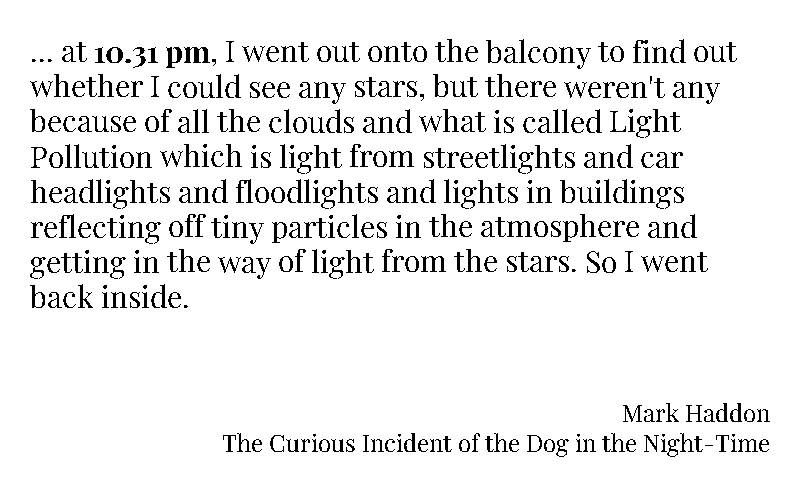 ... at 10.31 pm, I went out onto the balcony to find out
whether I could see any stars, but there weren't any
because of all the clouds and what is called Light
Pollution which is light from streetlights and car
headlights and floodlights and lights in buildings
reflecting off tiny particles in the atmosphere and
getting in the way of light from the stars. So I went
back inside.
Mark Haddon
The Curious Incident of the Dog in the Night-Time